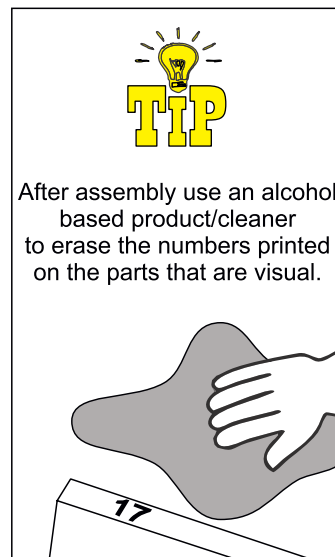 TiP
After assembly use an alcohol
based product/cleaner
to erase the numbers printed
on the parts that are visual.
17